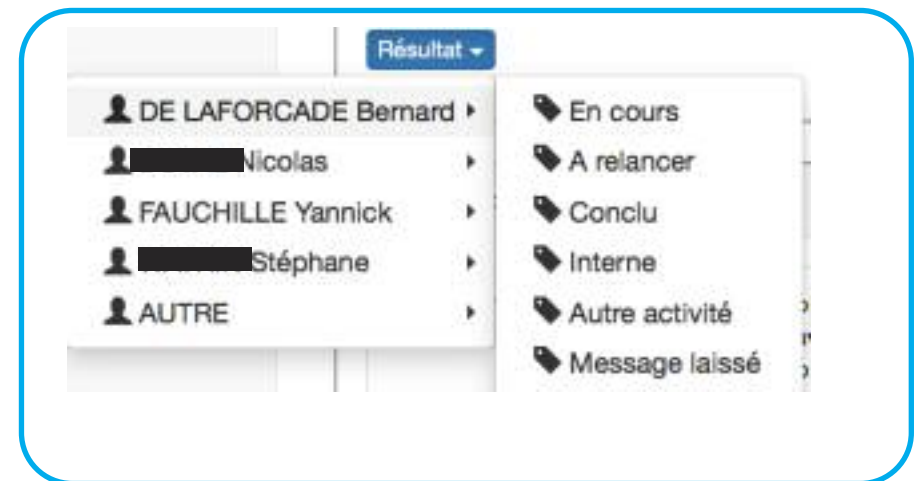 Résultat
DE LAFORCADE Bernard
Nicolas
FAUCHILLE Yannick
Stéphane
AUTRE
En cours
A relancer
Conclu
Interne
Autre activité
Message laissé